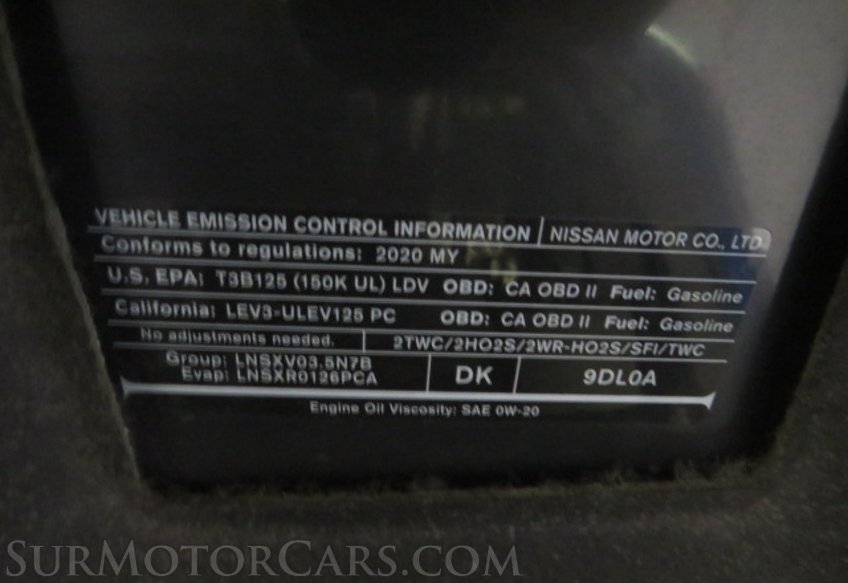 VEHICLE EMISSION CONTROL INFORMATION NISSAN MOTOR CO., LTD.
Conforms to regulations: 2020 MY
U.S. EPA: T3B125 (150K UL) LDV OBD: CA OBD II Fuel: Gasoline
California: LEV3-ULEV125 PC OBD: CA OBD II Fuel: Gasoline
No adjustments needed. 2TWC/2HO2S/2WR-HO2S/SFI/TWC
Group: LNSXV03.5N7B
Evap: LNSXR0126PCA
DK 9DL0A
Engine Oil Viscosity: SAE 0W-20
SURMOTORCARS.COM